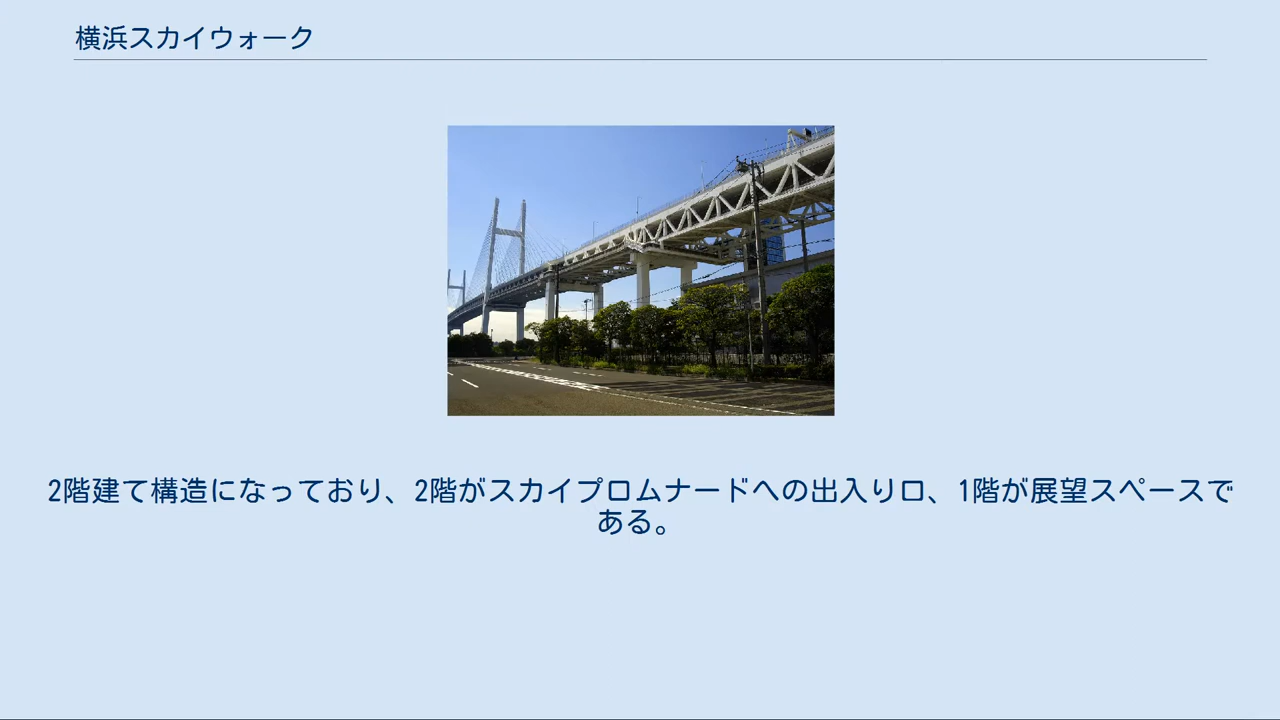 横浜スカイウォーク
2階建て構造になっており、2階がスカイプロムナードへの出入り口、1階が展望スペースで
ある。